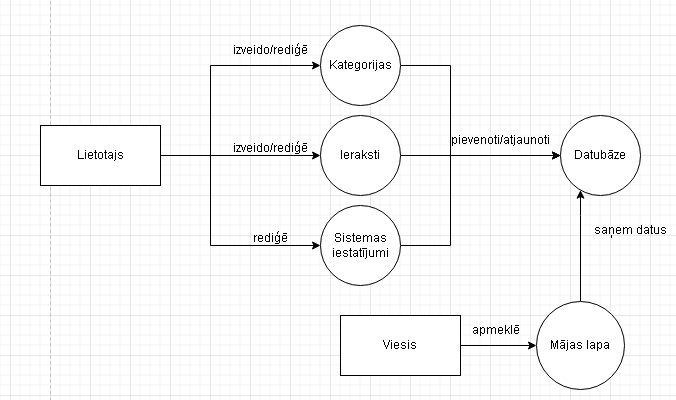 izveido/rediģē
Kategorijas
Lietotajs
izveido/rediģē
Ieraksti
pievenoti/atjaunoti
Datubāze
rediģē
Sistemas
iestatījumi
saņem datus
Viesis
apmeklē
Mājas lapa